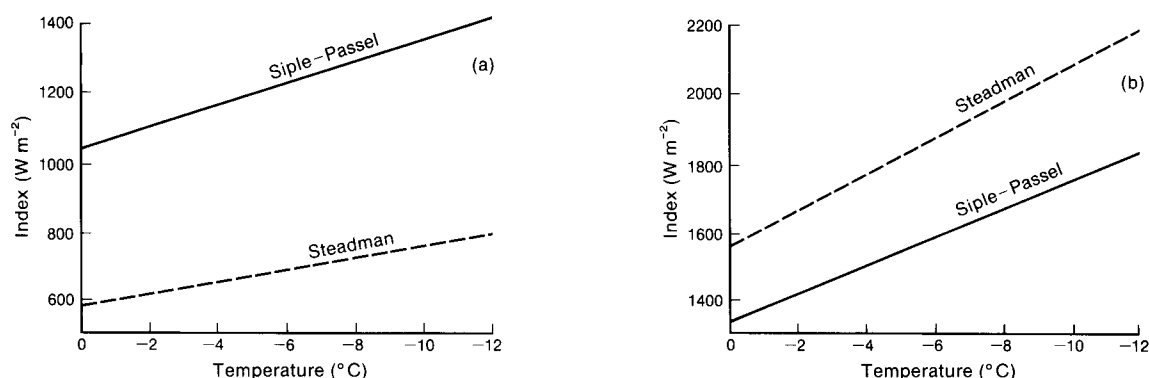 1400
1200
1000
800
600
Index (W m⁻²)
Siple–Passel
Steadman
(a)
0 −2 −4 −6 −8 −10 −12
Temperature (°C)
2200
2000
1800
1600
1400
Index (W m⁻²)
Steadman
Siple–Passel
(b)
0 −2 −4 −6 −8 −10 −12
Temperature (°C)